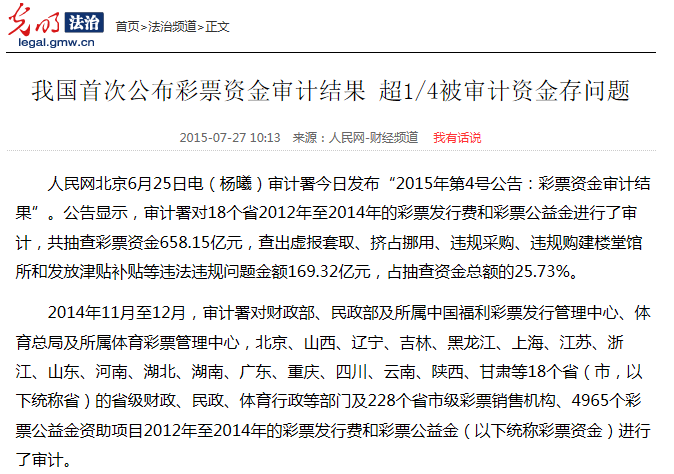 光明 法治
legal.gmw.cn
首页>法治频道>正文
我国首次公布彩票资金审计结果 超1/4被审计资金存问题
2015-07-27 10:13 来源：人民网-财经频道 我有话说
人民网北京6月25日电（杨曦）审计署今日发布“2015年第4号公告：彩票资金审计结
果”。公告显示，审计署对18个省2012年至2014年的彩票发行费和彩票公益金进行了审
计，共抽查彩票资金658.15亿元，查出虚报套取、挤占挪用、违规采购、违规购建楼堂馆
所和发放津贴补贴等违法违规问题金额169.32亿元，占抽查资金总额的25.73%。
2014年11月至12月，审计署对财政部、民政部及所属中国福利彩票发行管理中心、体
育总局及所属体育彩票管理中心，北京、山西、辽宁、吉林、黑龙江、上海、江苏、浙
江、山东、河南、湖北、湖南、广东、重庆、四川、云南、陕西、甘肃等18个省（市，以
下统称省）的省级财政、民政、体育行政等部门及228个省市级彩票销售机构、4965个彩
票公益金资助项目2012年至2014年的彩票发行费和彩票公益金（以下统称彩票资金）进行
了审计。